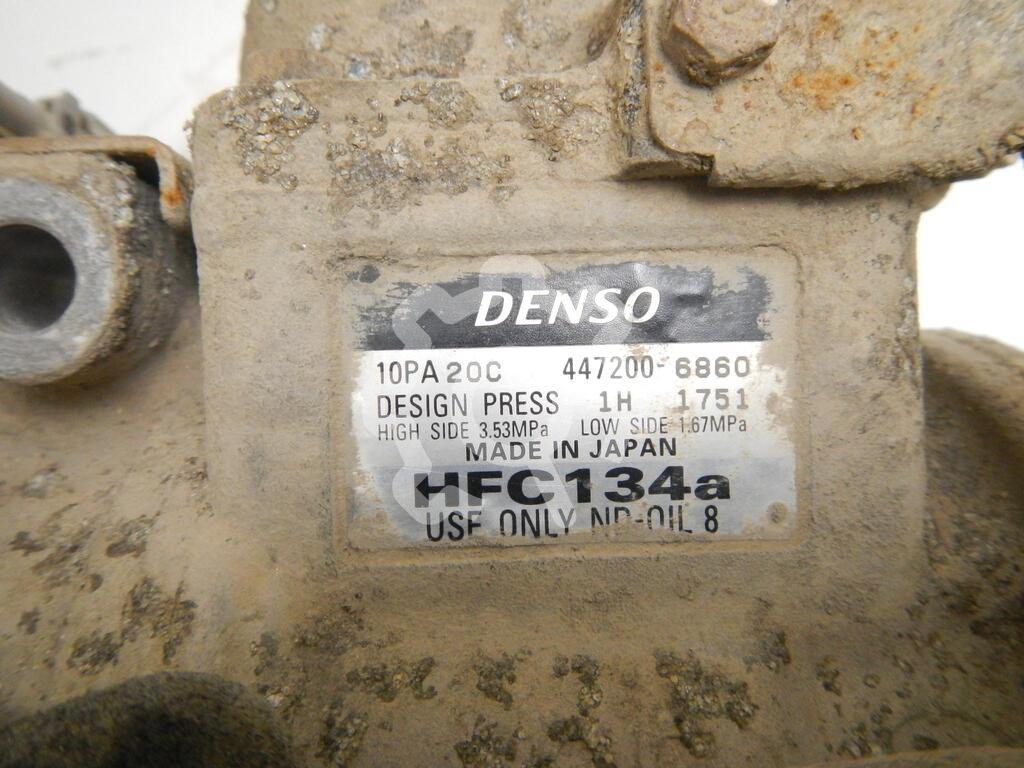 DENSO
10PA20C 447200-6860
DESIGN PRESS 1H 1751
HIGH SIDE 3.53MPa LOW SIDE 1.67MPa
MADE IN JAPAN
HFC134a
USE ONLY ND-OIL 8